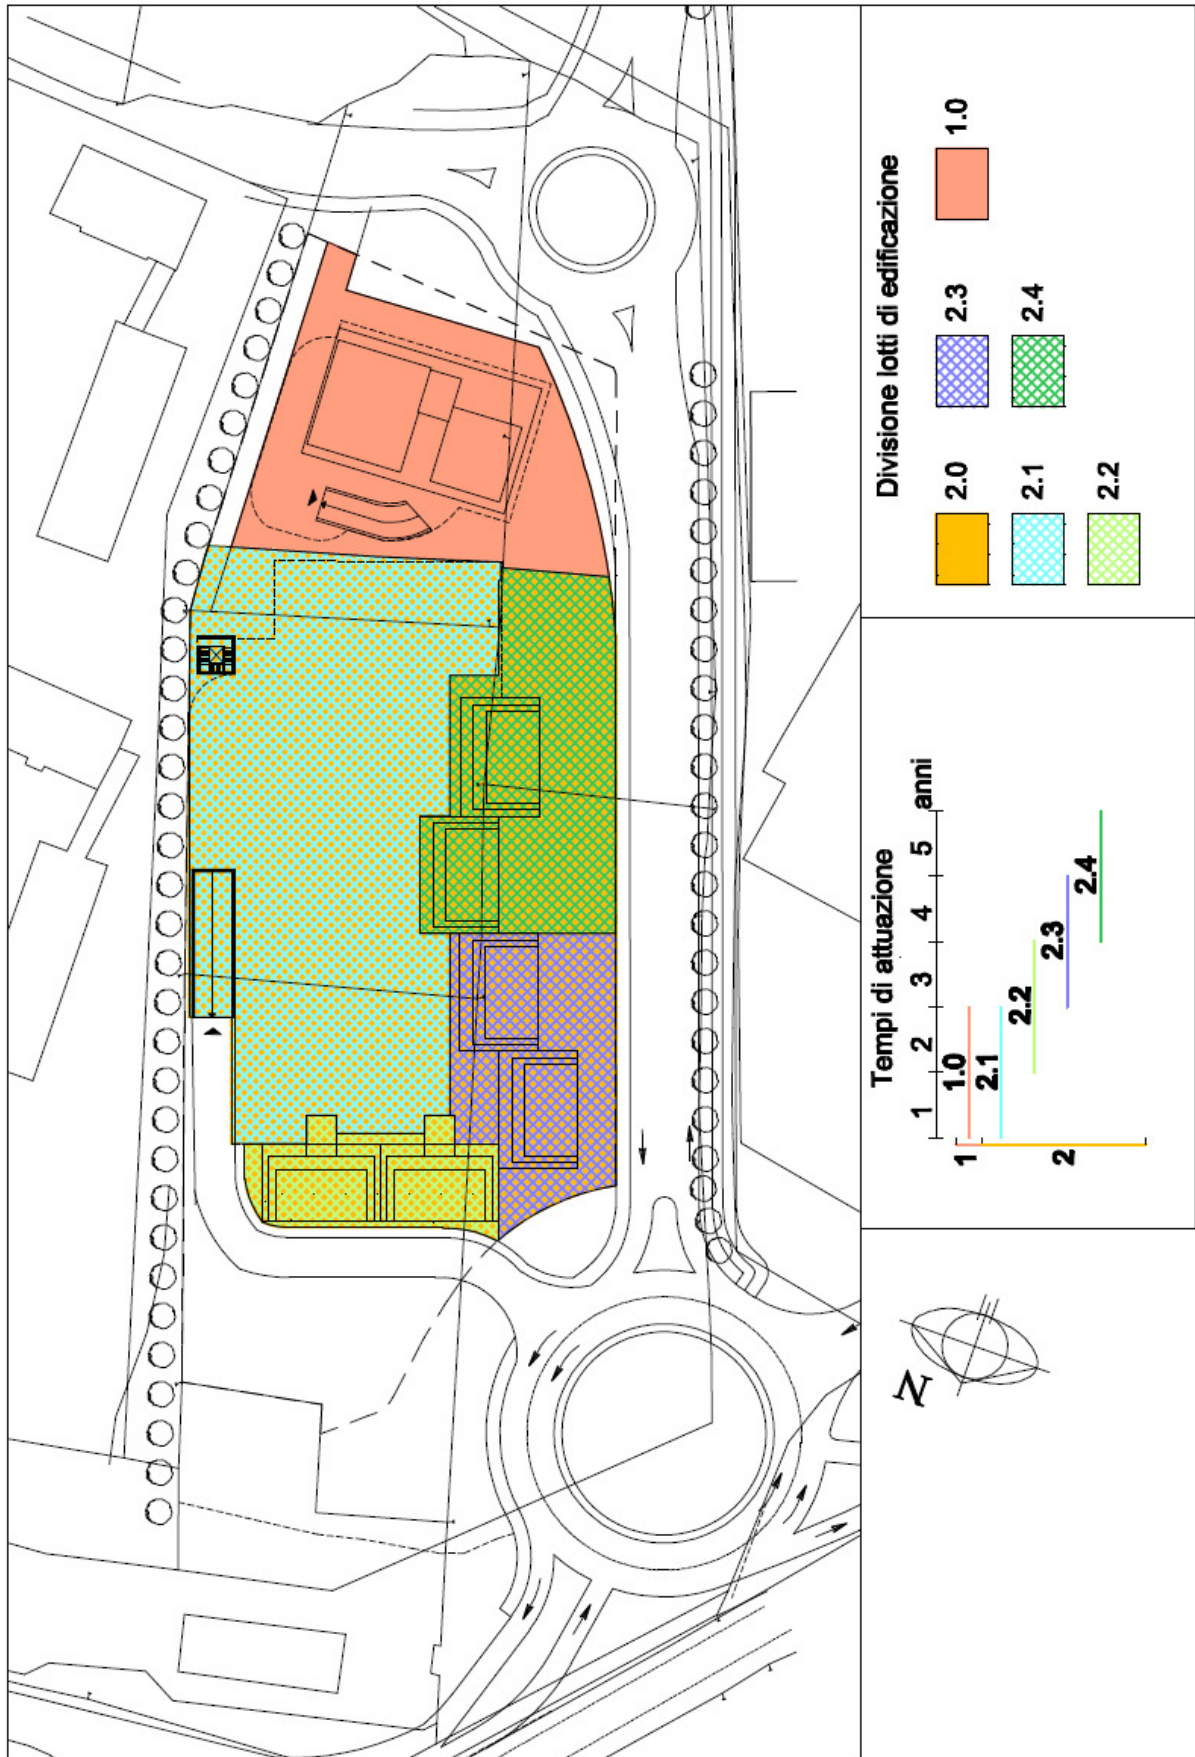 Tempi di attuazione
1 2 3 4 5 anni
1 1.0
2 2.1
2.2
2.3
2.4
Divisione lotti di edificazione
2.0 2.3 1.0
2.1 2.4
2.2
N